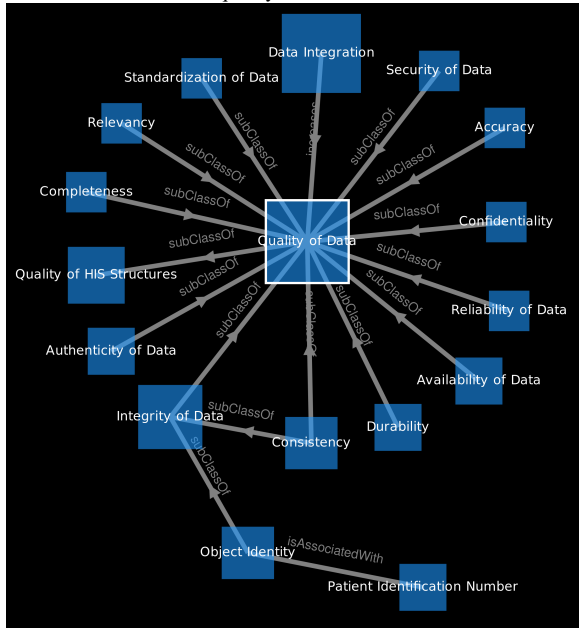 Data Integration
Standardization of Data
Security of Data
increases
subClassOf
subClassOf
Relevancy
Accuracy
subClassOf
subClassOf
Completeness
subClassOf
subClassOf
Confidentiality
Quality of Data
subClassOf
subClassOf
Quality of HIS Structures
subClassOf
subClassOf
Reliability of Data
subClassOf
subClassOf
subClassOf
Authenticity of Data
Availability of Data
Integrity of Data
subClassOf
Durability
Consistency
subClassOf
Object Identity
isAssociatedWith
Patient Identification Number